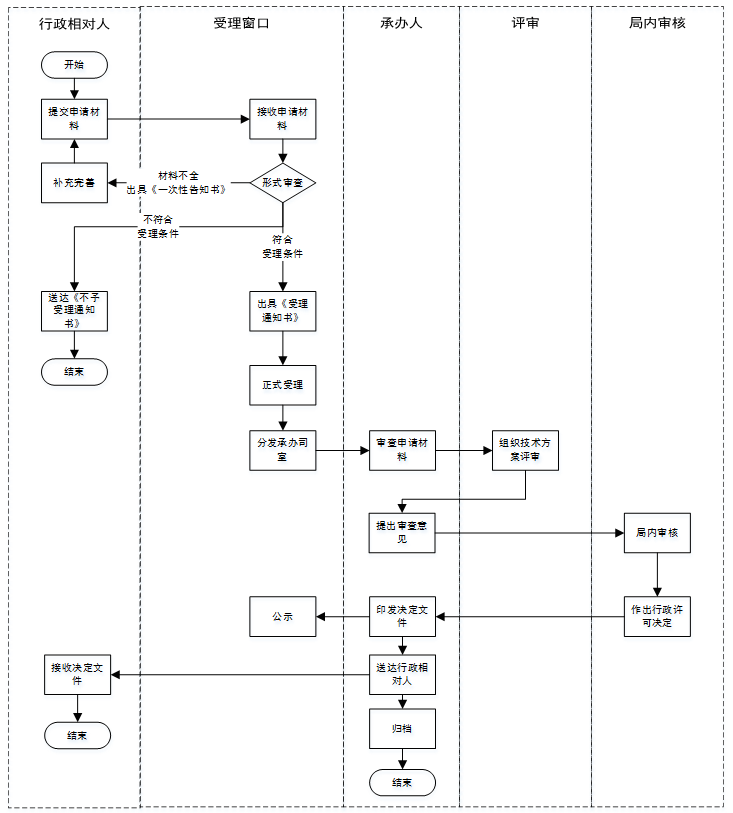 行政相对人
受理窗口
承办人
评审
局内审核
开始
提交申请材
料
接收申请材
料
补充完善
材料不全
出具《一次性告知书》
形式审查
不符合
受理条件
符合
受理条件
送达《不予
受理通知
书》
出具《受理
通知书》
结束
正式受理
分发承办司
室
审查申请材
料
组织技术方
案评审
提出审查意
见
局内审核
公示
印发决定文
件
作出行政许
可决定
接收决定文
件
送达行政相
对人
结束
归档
结束